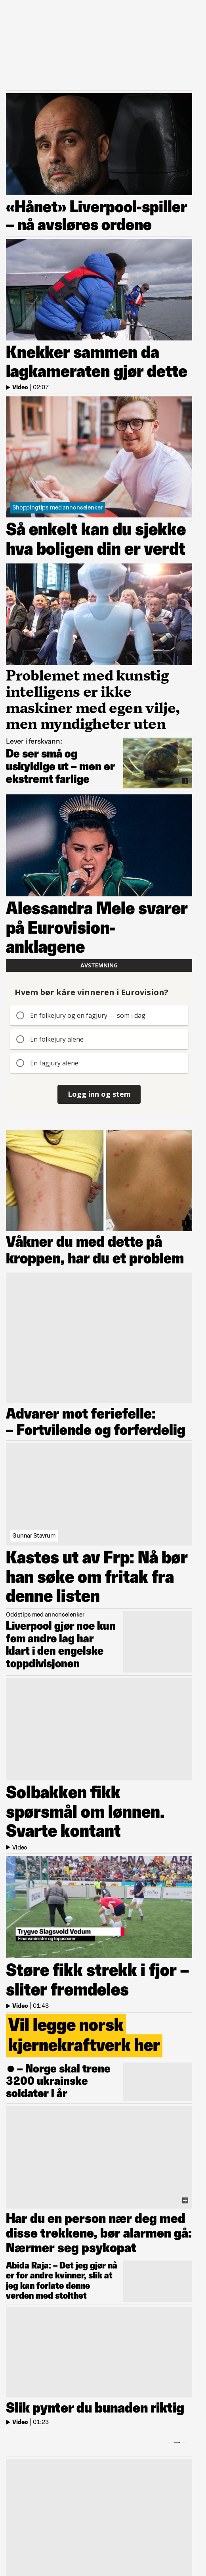 «Hånet» Liverpool-spiller
– nå avsløres ordene
Knekker sammen da
lagkameraten gjør dette
Video | 02:07
Shoppingtips med annonselenker
Så enkelt kan du sjekke
hva boligen din er verdt
Problemet med kunstig
intelligens er ikke
maskiner med egen vilje,
men myndigheter uten
Lever i ferskvann:
De ser små og
uskyldige ut – men er
ekstremt farlige
Alessandra Mele svarer
på Eurovision-
anklagene
AVSTEMNING
Hvem bør kåre vinneren i Eurovision?
En folkejury og en fagjury — som i dag
En folkejury alene
En fagjury alene
Logg inn og stem
Våkner du med dette på
kroppen, har du et problem
Advarer mot feriefelle:
– Fortvilende og forferdelig
Gunnar Stavrum
Kastes ut av Frp: Nå bør
han søke om fritak fra
denne listen
Oddstips med annonselenker
Liverpool gjør noe kun
fem andre lag har
klart i den engelske
toppdivisjonen
Solbakken fikk
spørsmål om lønnen.
Svarte kontant
Video
ARENA
Trygve Slagsvold Vedum
Finansminister og toppscorer
Støre fikk strekk i fjor –
sliter fremdeles
Video | 01:43
Vil legge norsk
kjernekraftverk her
– Norge skal trene
3200 ukrainske
soldater i år
Har du en person nær deg med
disse trekkene, bør alarmen gå:
Nærmer seg psykopat
Abida Raja: – Det jeg gjør nå
er for andre kvinner, slik at
jeg kan forlate denne
verden med stolthet
Slik pynter du bunaden riktig
Video | 01:23